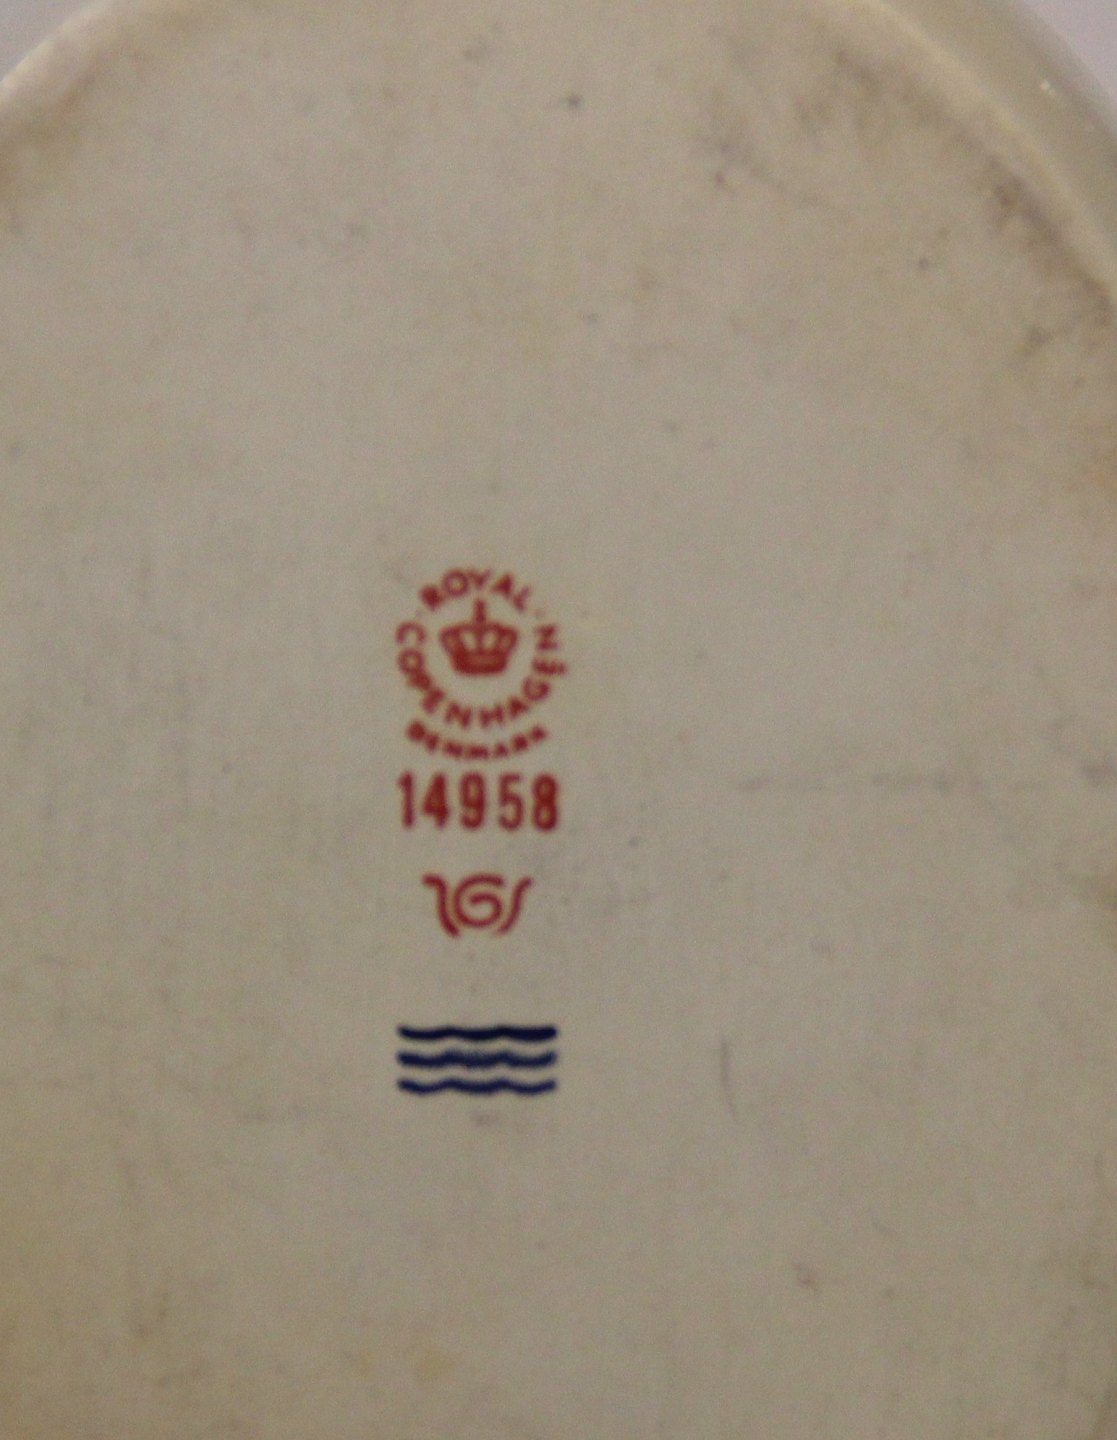 ROYAL
COPENHAGEN
DENMARK
14958